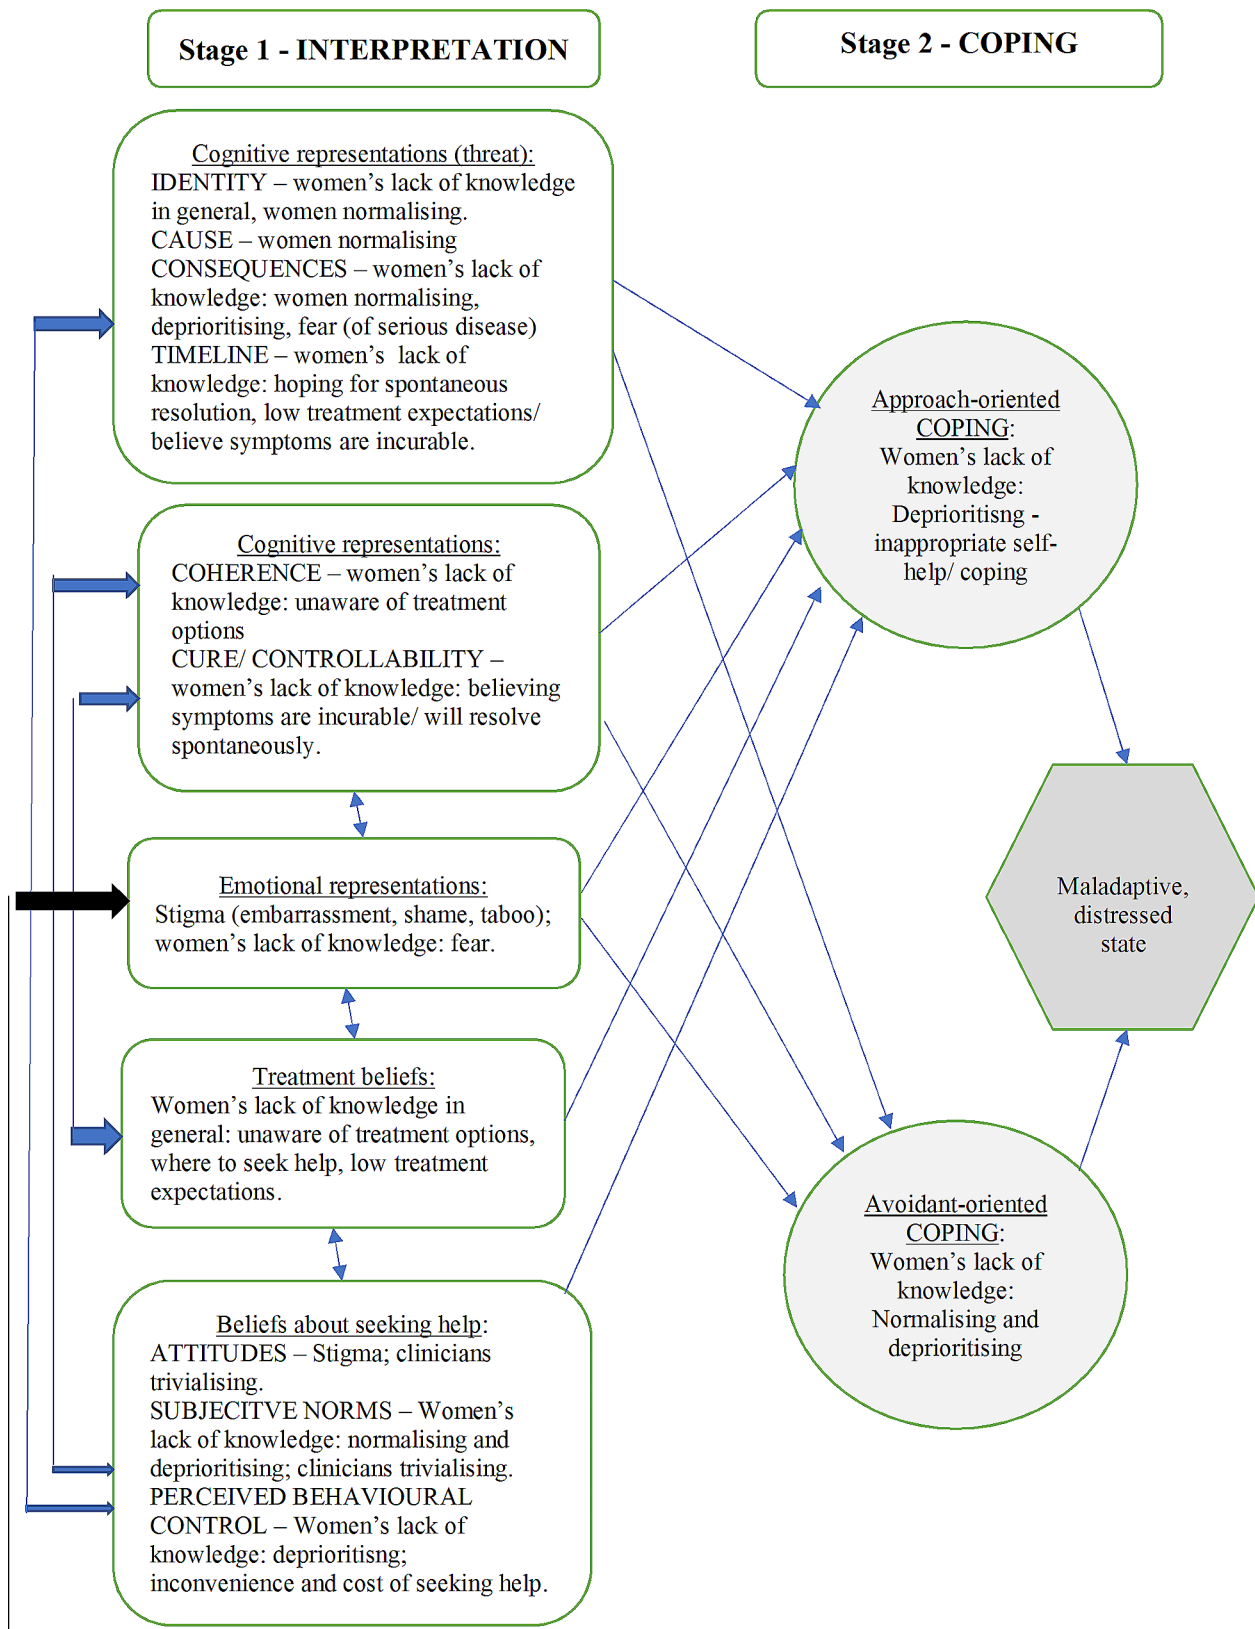 Stage 1 - INTERPRETATION
Stage 2 - COPING
Cognitive representations (threat):
IDENTITY – women’s lack of knowledge
in general, women normalising.
CAUSE – women normalising
CONSEQUENCES – women’s lack of
knowledge: women normalising,
deprioritising, fear (of serious disease)
TIMELINE – women’s lack of
knowledge: hoping for spontaneous
resolution, low treatment expectations/
believe symptoms are incurable.
Cognitive representations:
COHERENCE – women’s lack of
knowledge: unaware of treatment
options
CURE/ CONTROLLABILITY –
women’s lack of knowledge: believing
symptoms are incurable/ will resolve
spontaneously.
Emotional representations:
Stigma (embarrassment, shame, taboo);
women’s lack of knowledge: fear.
Treatment beliefs:
Women’s lack of knowledge in
general: unaware of treatment options,
where to seek help, low treatment
expectations.
Beliefs about seeking help:
ATTITUDES – Stigma; clinicians
trivialising.
SUBJECITVE NORMS – Women’s
lack of knowledge: normalising and
deprioritising; clinicians trivialising.
PERCEIVED BEHAVIOURAL
CONTROL – Women’s lack of
knowledge: deprioritisng;
inconvenience and cost of seeking help.
Approach-oriented
COPING:
Women’s lack of
knowledge:
Deprioritisng -
inappropriate self-
help/ coping
Maladaptive,
distressed
state
Avoidant-oriented
COPING:
Women’s lack of
knowledge:
Normalising and
deprioritising